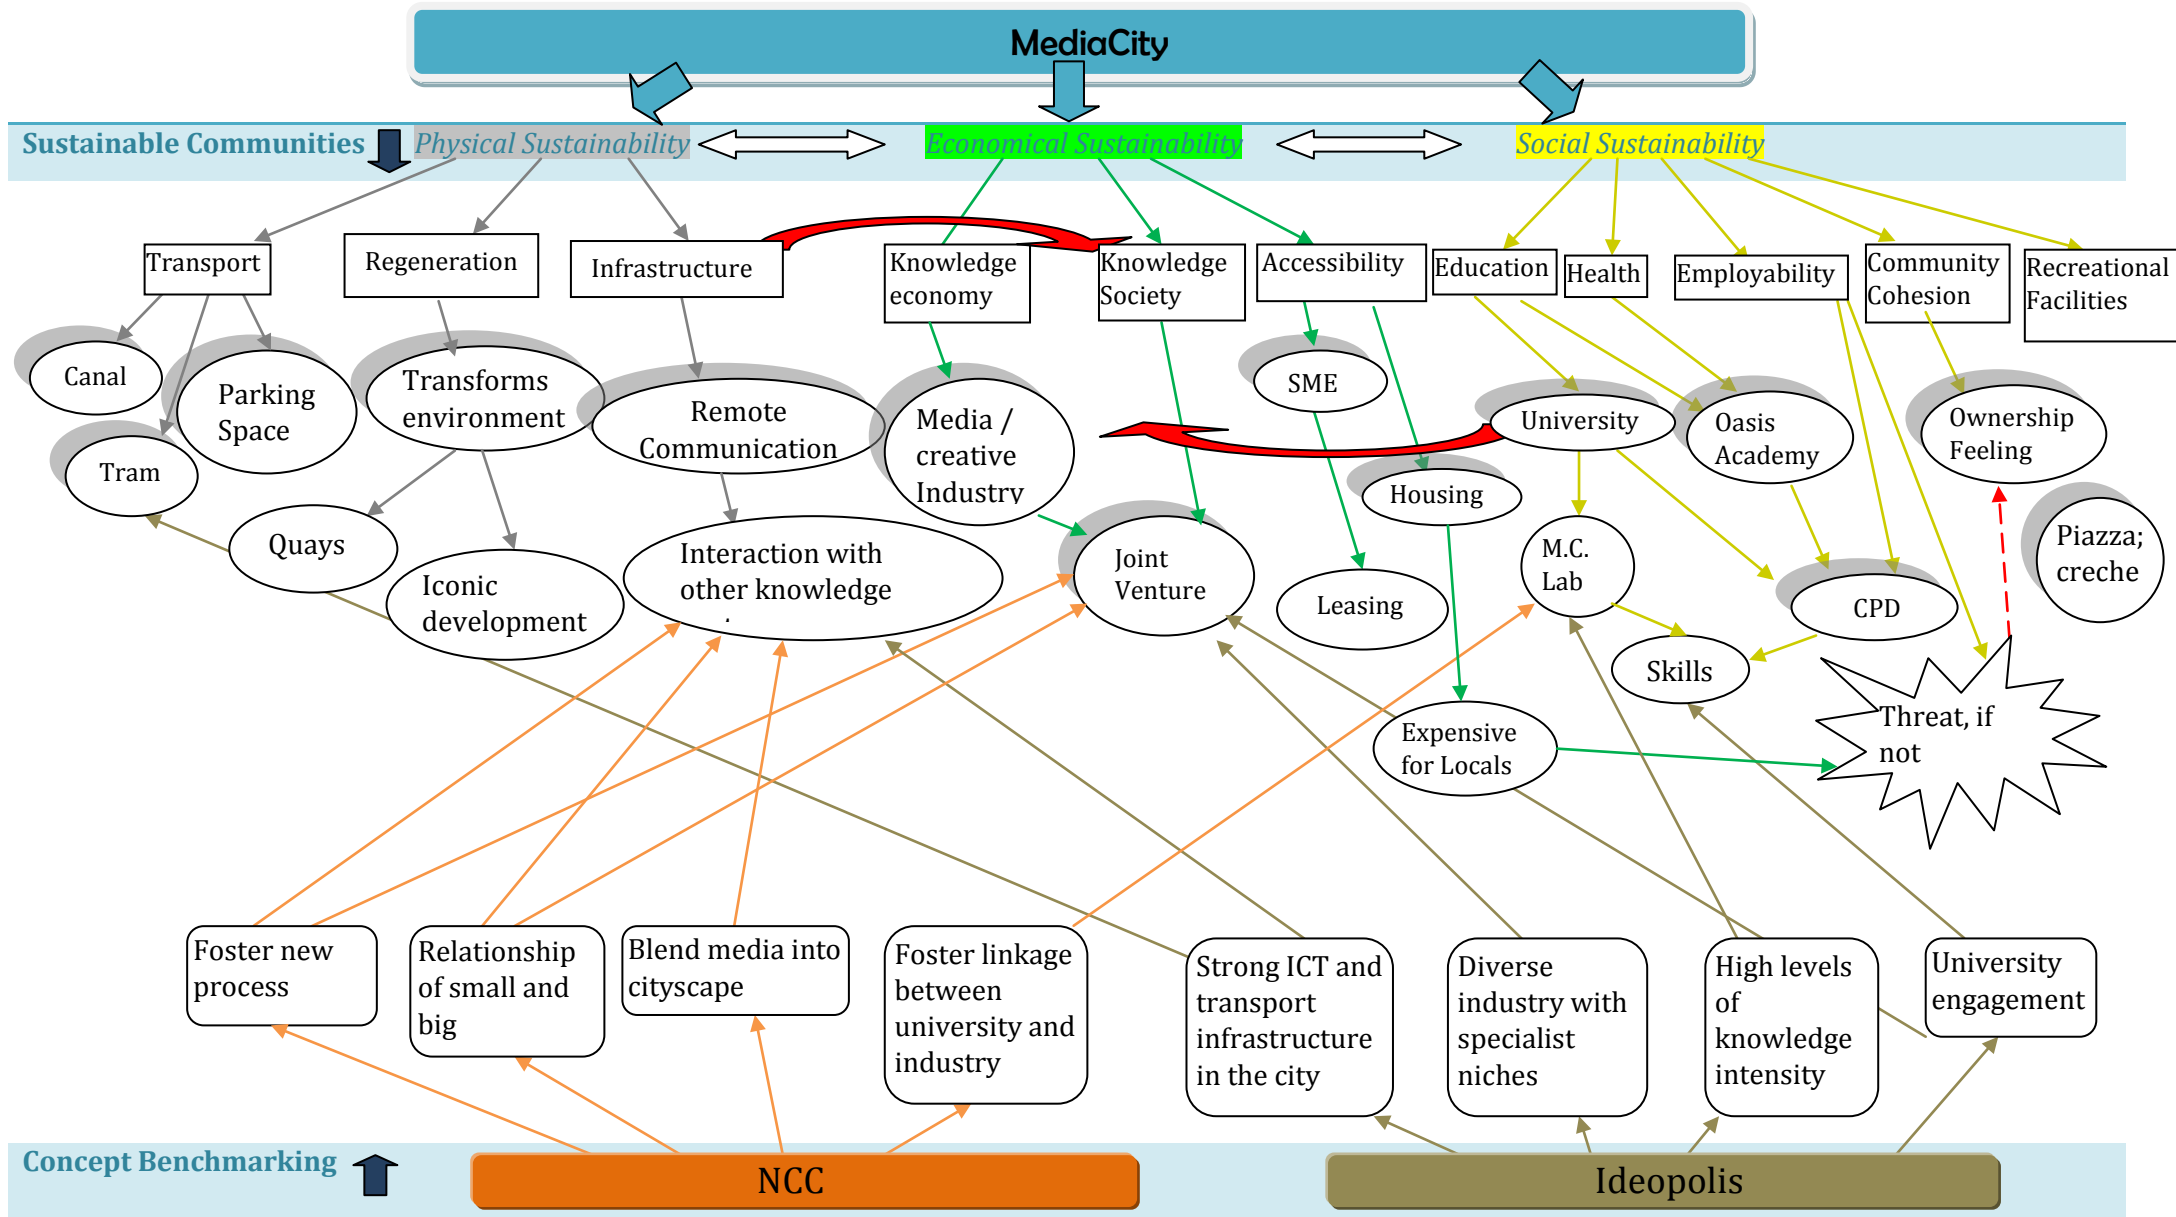 MediaCity
Sustainable Communities
Physical Sustainability
Economical Sustainability
Social Sustainability
Transport
Regeneration
Infrastructure
Knowledge
economy
Knowledge
Society
Accessibility
Education
Health
Employability
Community
Cohesion
Recreational
Facilities
Canal
Parking
Space
Tram
Transforms
environment
Remote
Communication
Media /
creative
Industry
SME
University
Oasis
Academy
Ownership
Feeling
Housing
Quays
Iconic
development
Interaction with
other knowledge
Joint
Venture
Leasing
M.C.
Lab
CPD
Piazza;
creche
Skills
Expensive
for Locals
Threat, if
not
Foster new
process
Relationship
of small and
big
Blend media into
cityscape
Foster linkage
between
university and
industry
Strong ICT and
transport
infrastructure
in the city
Diverse
industry with
specialist
niches
High levels
of
knowledge
intensity
University
engagement
Concept Benchmarking
NCC
Ideopolis